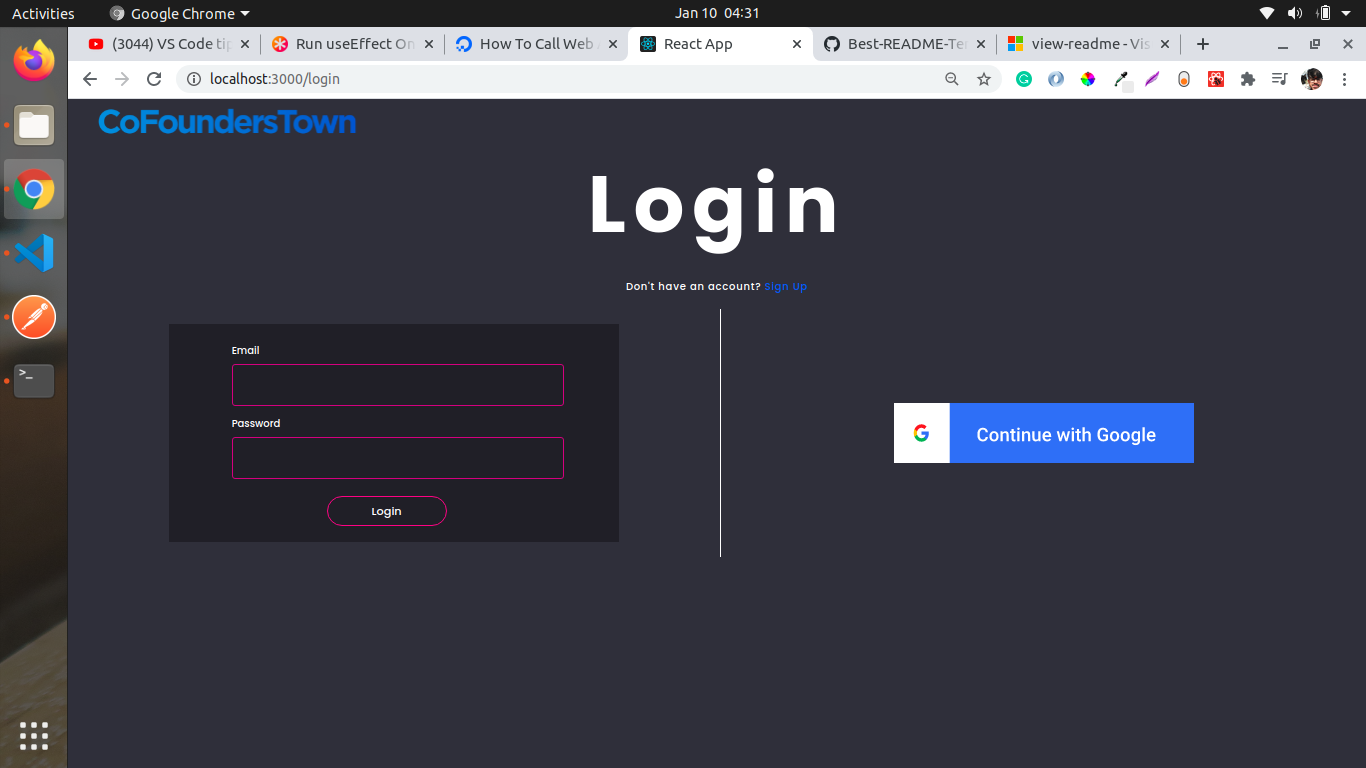 Activities
Google Chrome
Jan 10 04:31
(3044) VS Code tip
Run useEffect On
How To Call Web A
React App
Best-README-Te
view-readme - Vis
localhost:3000/login
CoFoundersTown
Login
Don't have an account? Sign Up
Email
Password
Login
Continue with Google